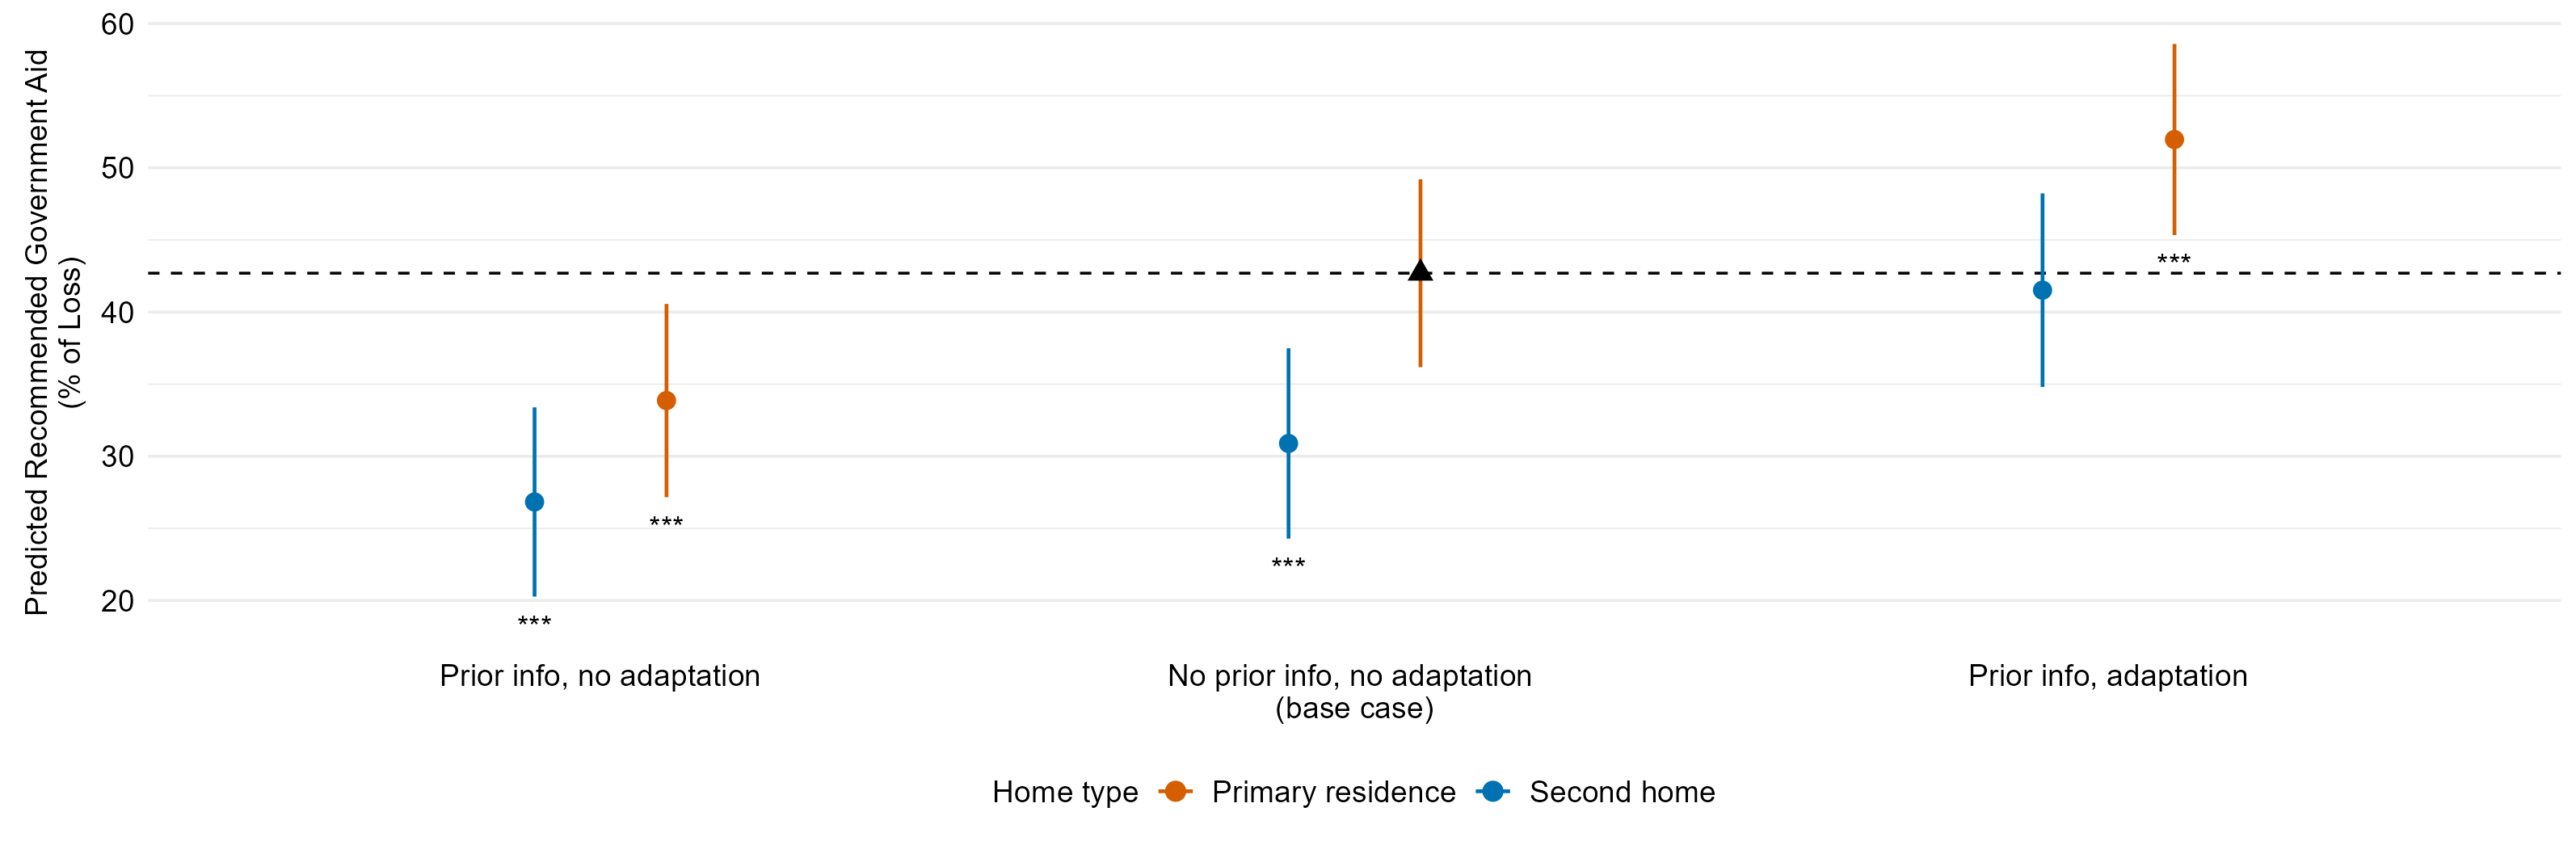 Predicted Recommended Government Aid
(% of Loss)
60
50
40
30
20
***
***
***
***
Prior info, no adaptation
No prior info, no adaptation
(base case)
Prior info, adaptation
Home type
Primary residence
Second home